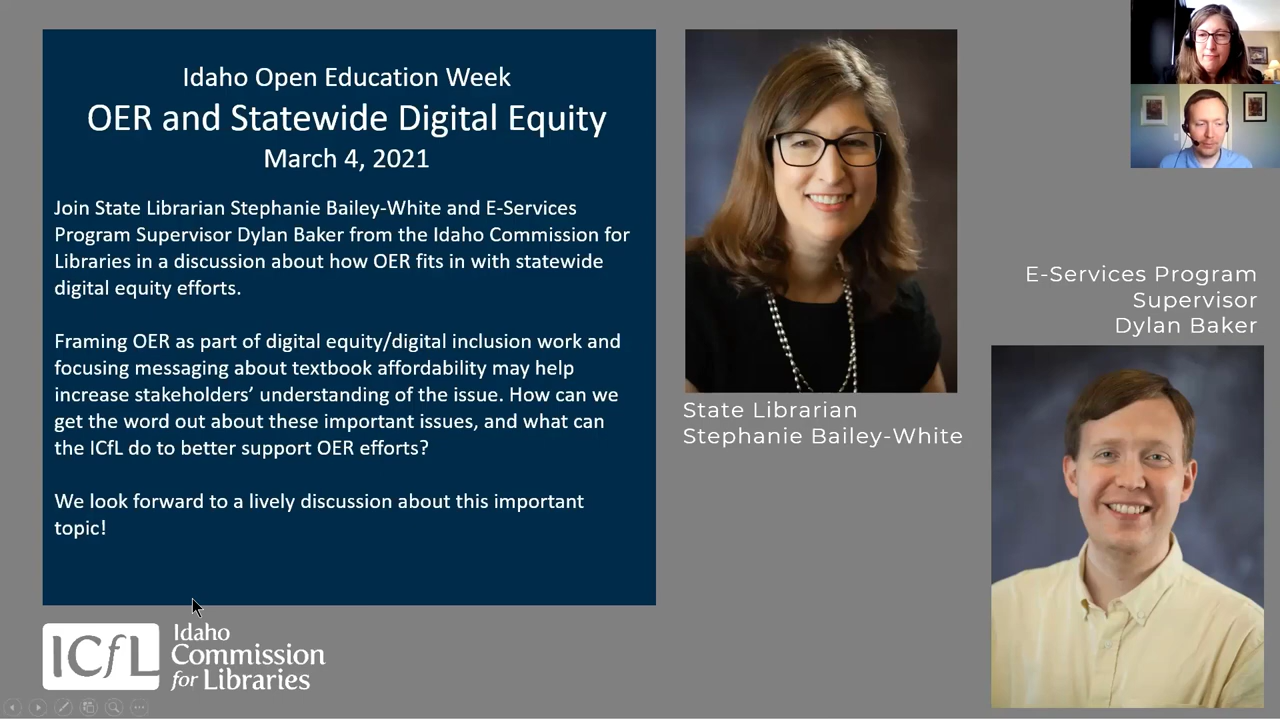 Idaho Open Education Week
OER and Statewide Digital Equity
March 4, 2021
Join State Librarian Stephanie Bailey-White and E-Services
Program Supervisor Dylan Baker from the Idaho Commission for
Libraries in a discussion about how OER fits in with statewide
digital equity efforts.
Framing OER as part of digital equity/digital inclusion work and
focusing messaging about textbook affordability may help
increase stakeholders’ understanding of the issue. How can we
get the word out about these important issues, and what can
the ICfL do to better support OER efforts?
We look forward to a lively discussion about this important
topic!
State Librarian
Stephanie Bailey-White
E-Services Program
Supervisor
Dylan Baker
ICfL
Idaho
Commission
for Libraries